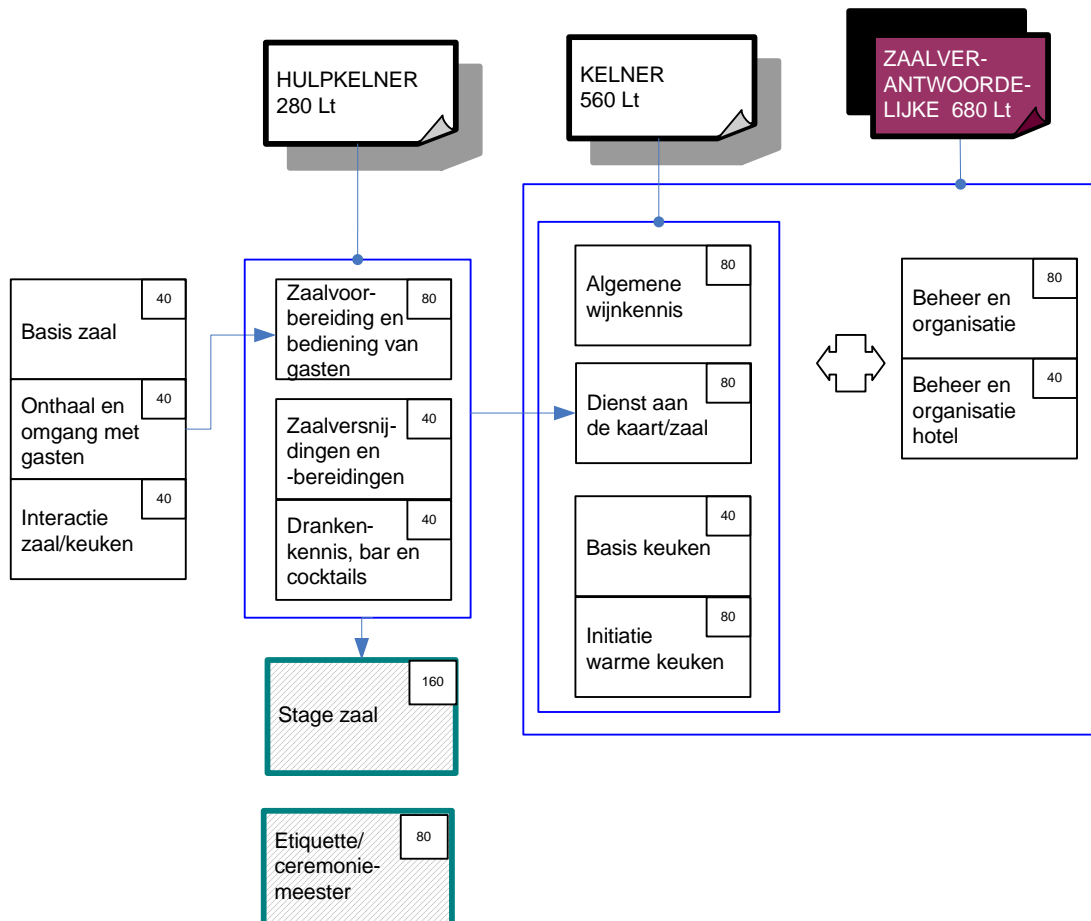 HULPKELNER
280 Lt
KELNER
560 Lt
ZAALVER-
ANTWOORDE-
LIJKE  680 Lt
40
Basis zaal
40
Onthaal en
omgang met
gasten
40
Interactie
zaal/keuken
80
Zaalvoor-
bereiding en
bediening van
gasten
40
Zaalversnij-
dingen en
-bereidingen
40
Dranken-
kennis, bar en
cocktails
160
Stage zaal
80
Etiquette/
ceremonie-
meester
80
Algemene
wijnkennis
80
Dienst aan
de kaart/zaal
40
Basis keuken
80
Initiatie
warme keuken
80
Beheer en
organisatie
40
Beheer en
organisatie
hotel